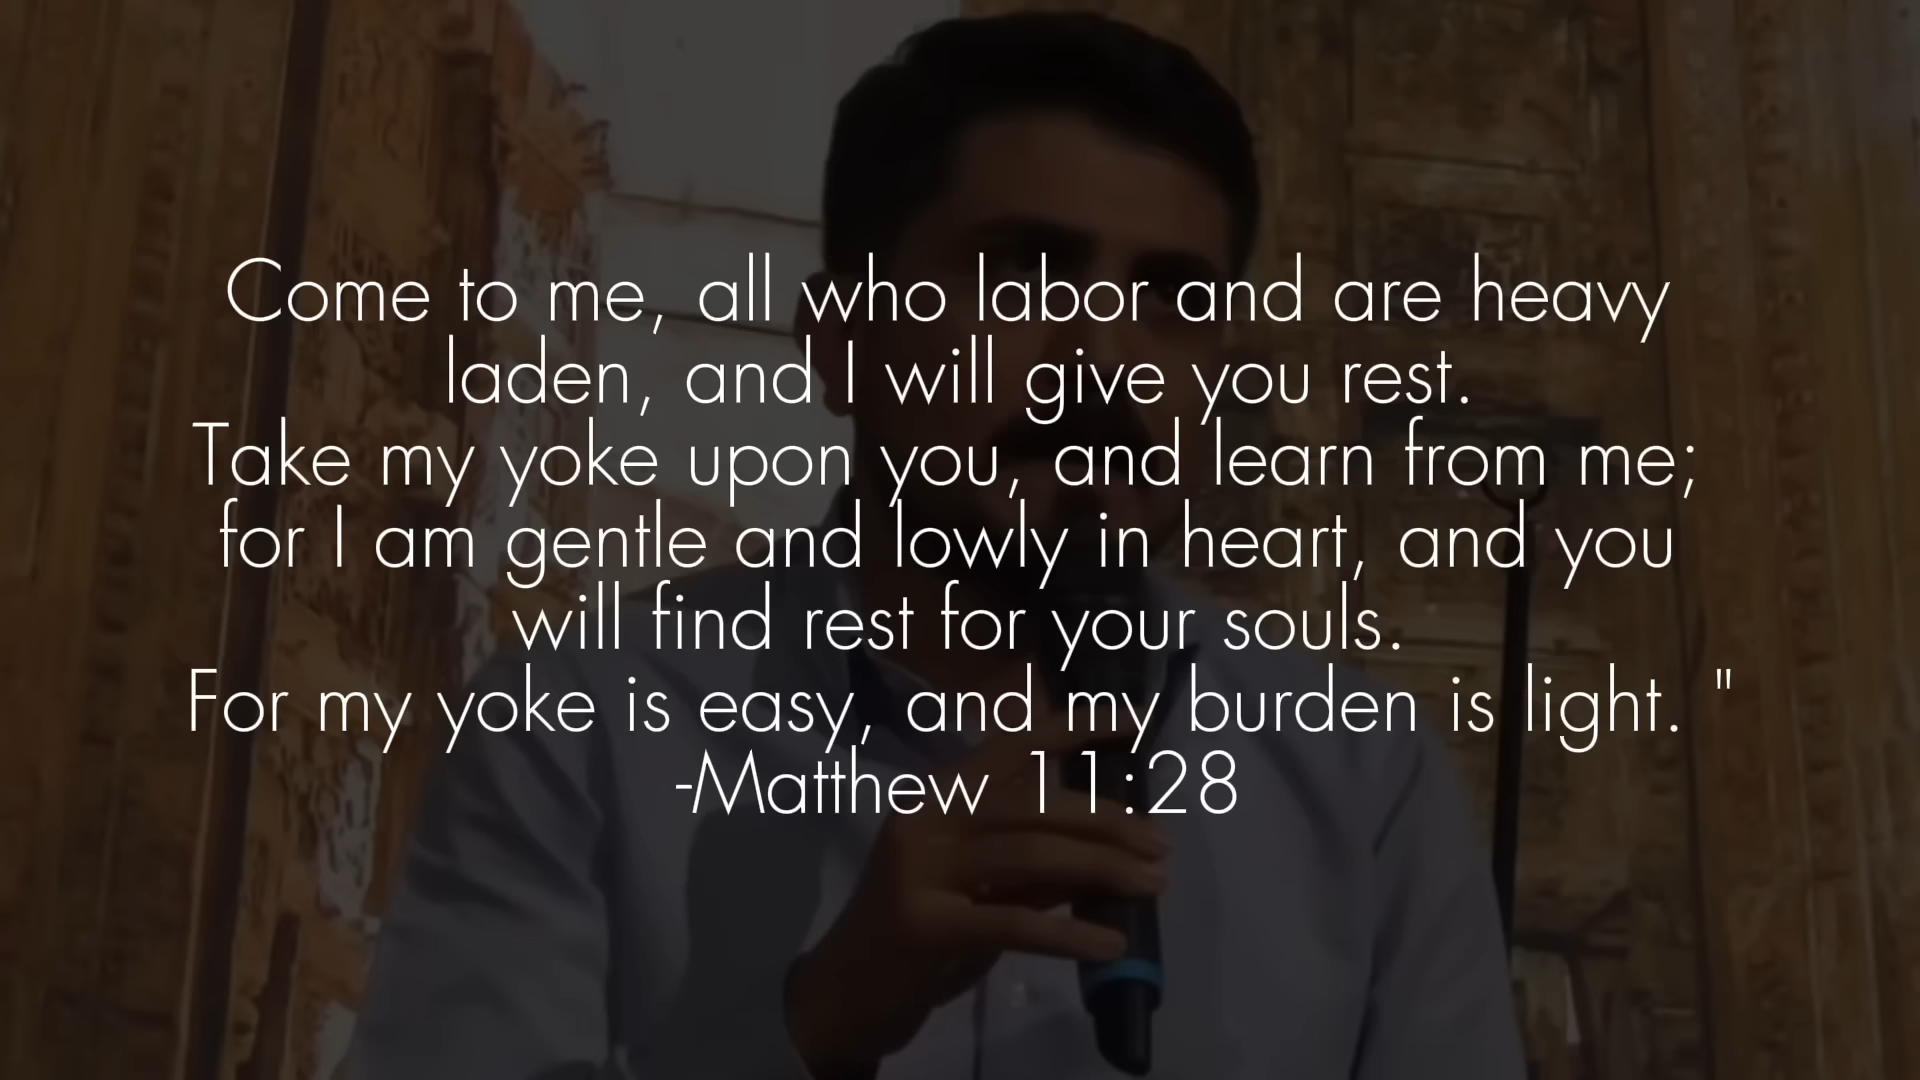 Come to me, all who labor and are heavy
laden, and I will give you rest.
Take my yoke upon you, and learn from me;
for I am gentle and lowly in heart, and you
will find rest for your souls.
For my yoke is easy, and my burden is light. "
-Matthew 11:28